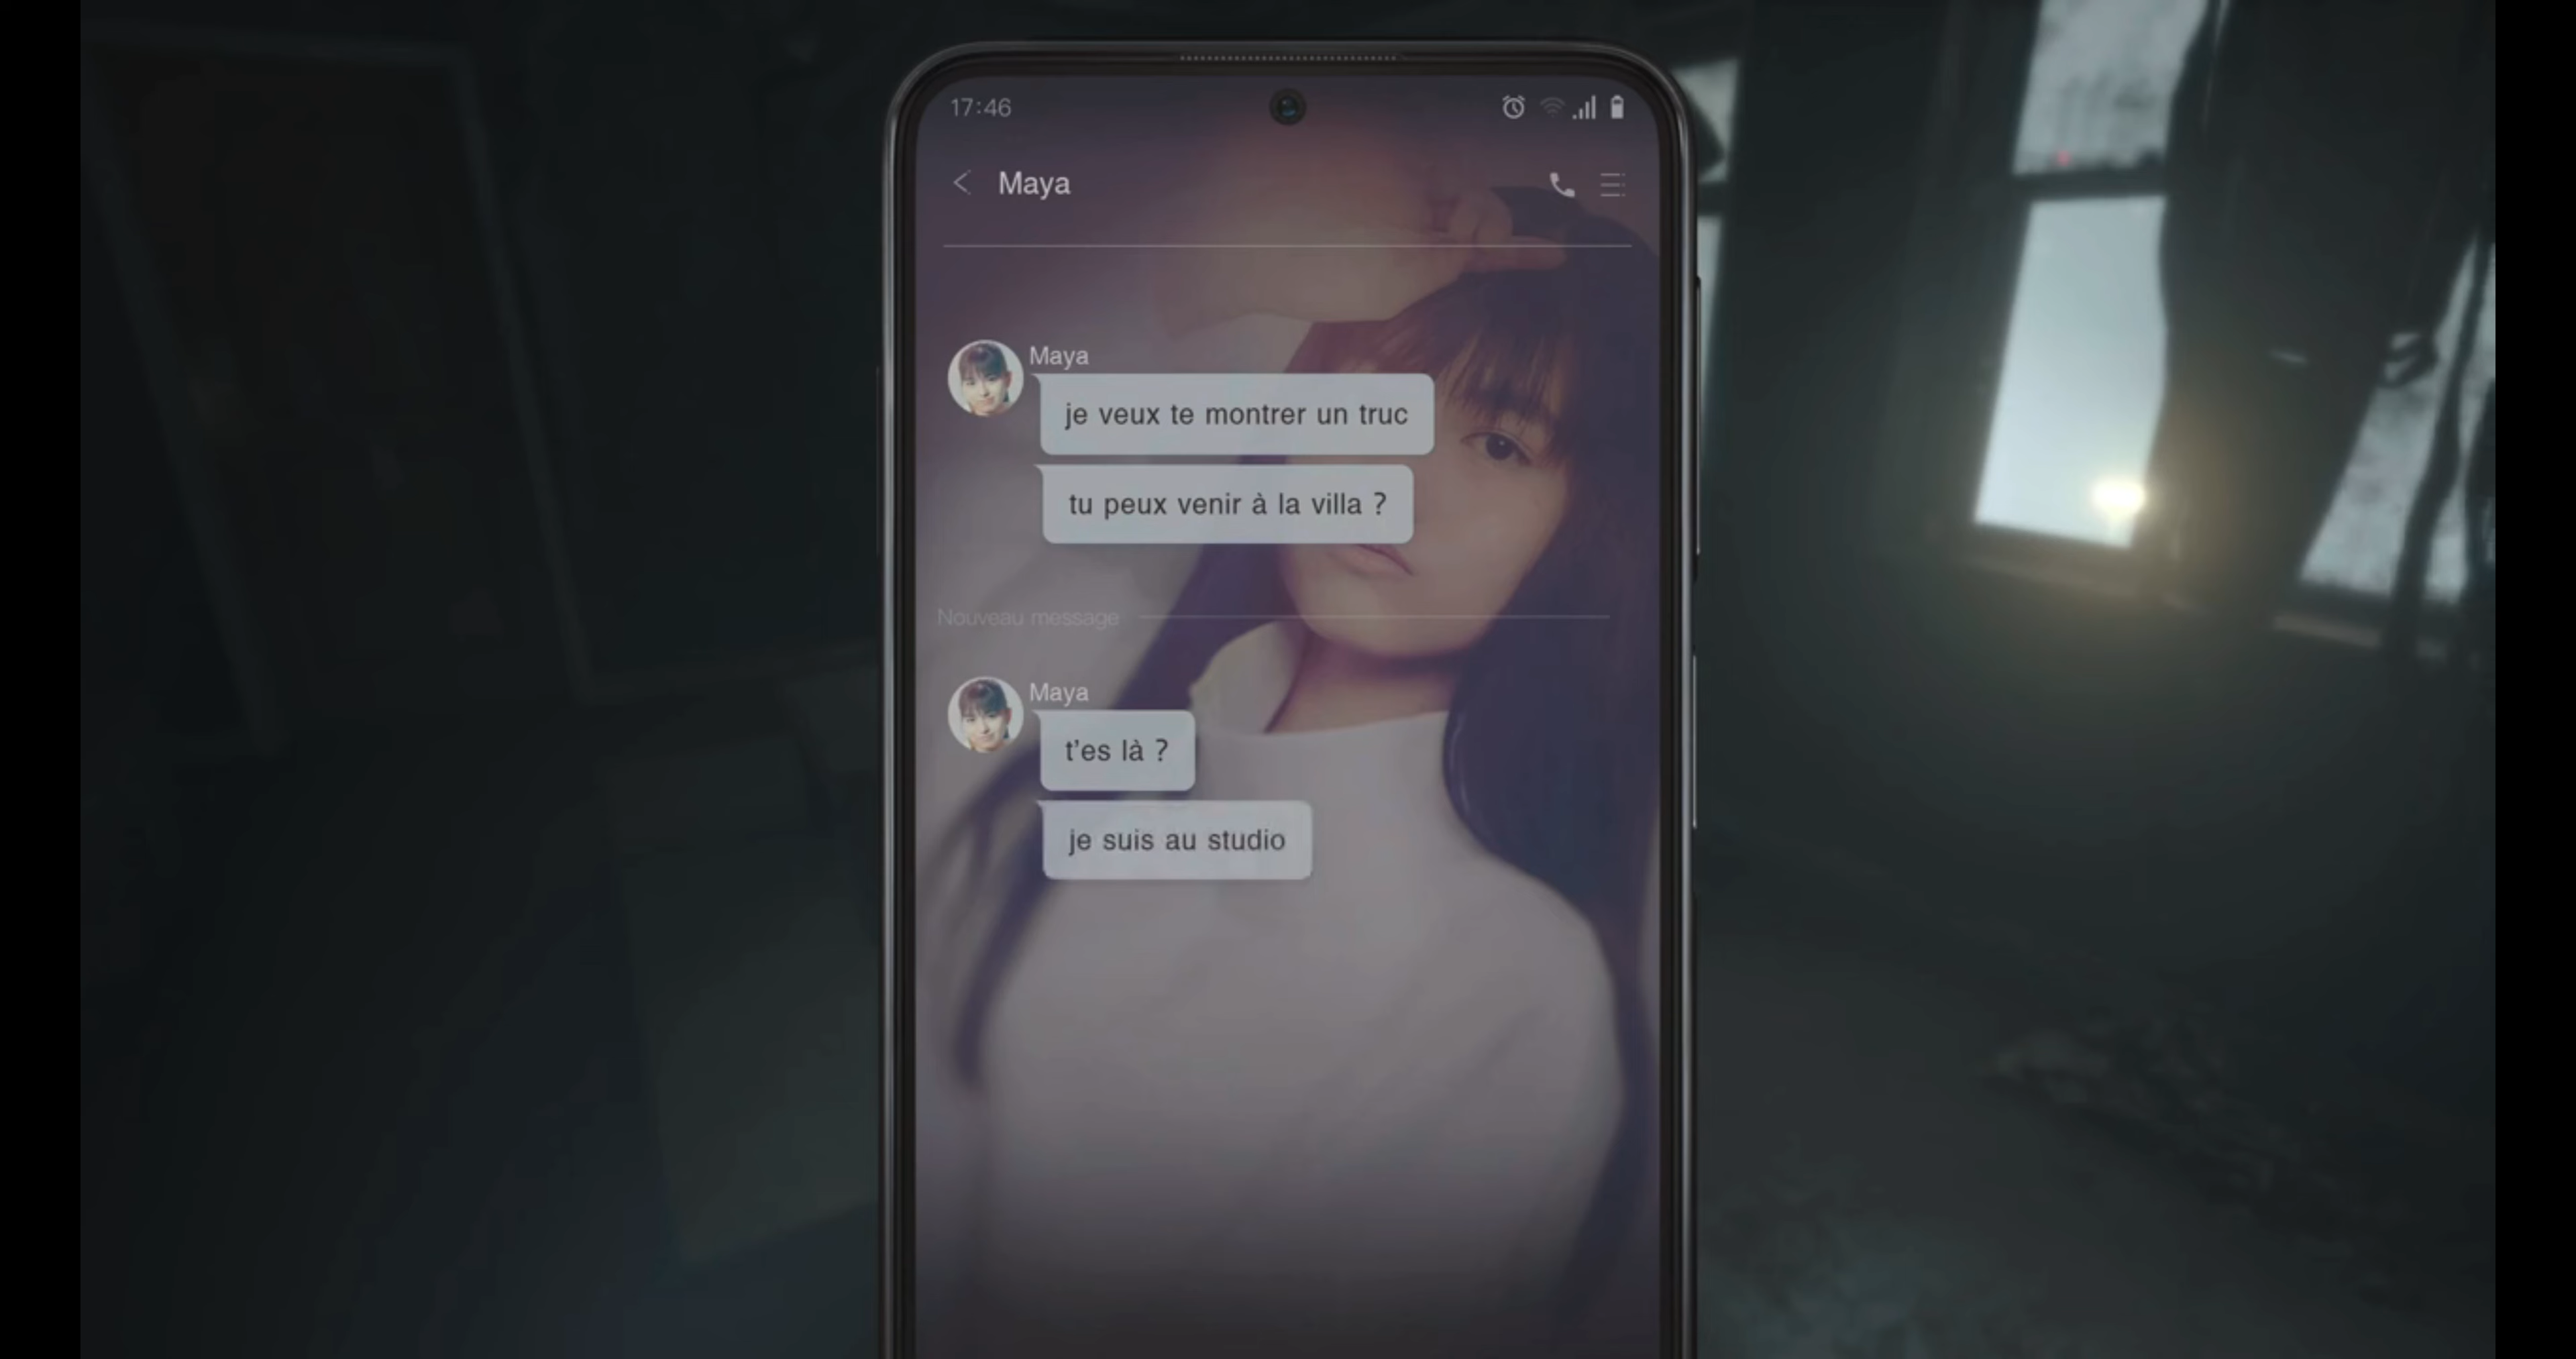 17:46
Maya
Maya
je veux te montrer un truc
tu peux venir à la villa ?
Nouveau message
Maya
t'es là ?
je suis au studio